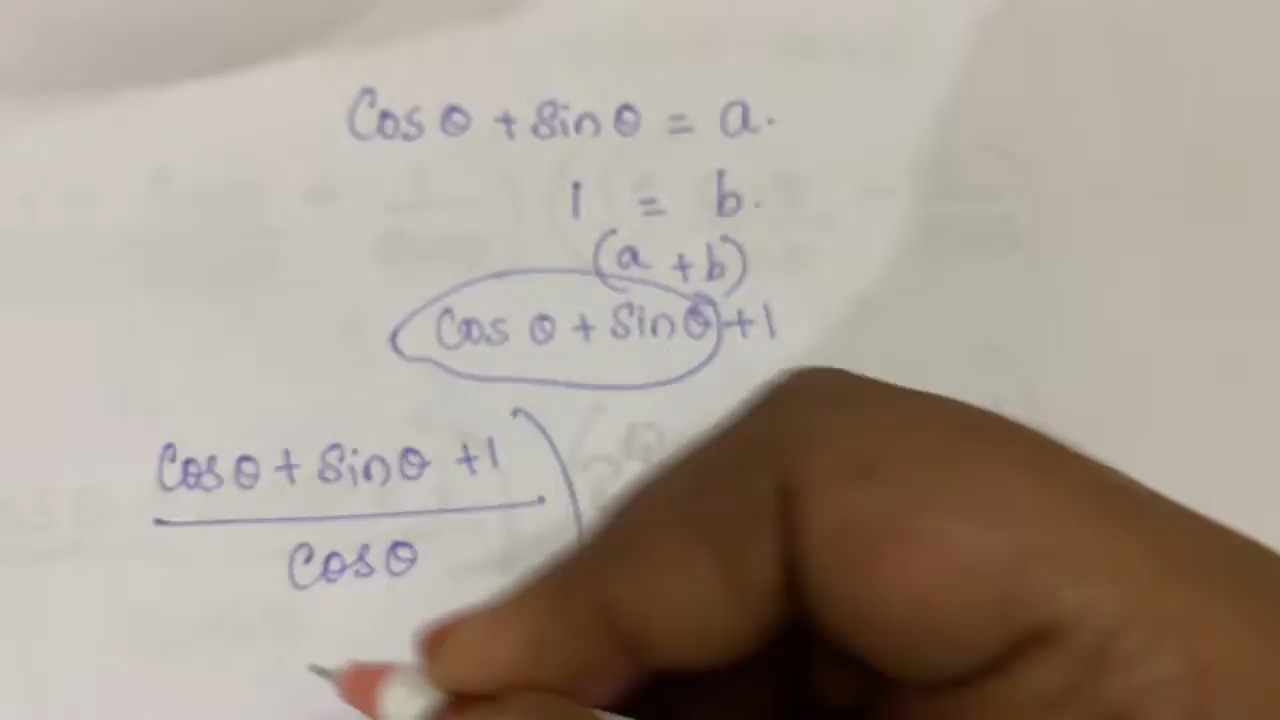 Cos θ + sin θ = a.
1 = b.
(a + b)
Cos θ + Sin θ + 1
Cos θ + Sin θ + 1 )
Cos θ